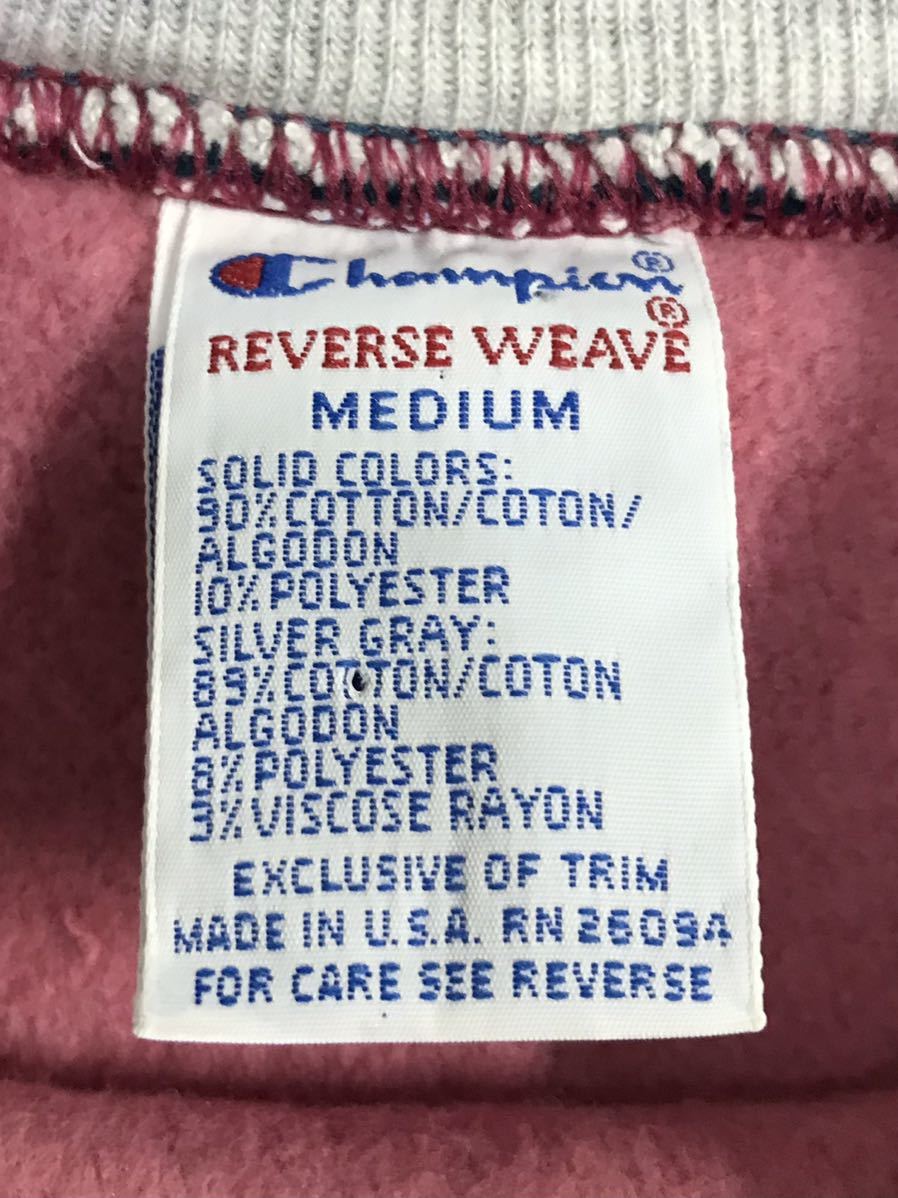 Champion®
REVERSE WEAVE®
MEDIUM
SOLID COLORS:
90% COTTON/COTON/
ALGODON
10% POLYESTER
SILVER GRAY:
89% COTTON/COTON
ALGODON
8% POLYESTER
3% VISCOSE RAYON
EXCLUSIVE OF TRIM
MADE IN U.S.A. RN 26094
FOR CARE SEE REVERSE